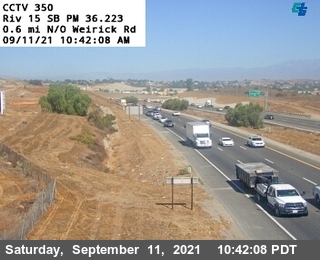 CCTV 350
Riv 15 SB PM 36.223
0.6 mi N/O Weirick Rd
09/11/21 10:42:08 AM
Saturday, September 11, 2021 10:42:08 PDT